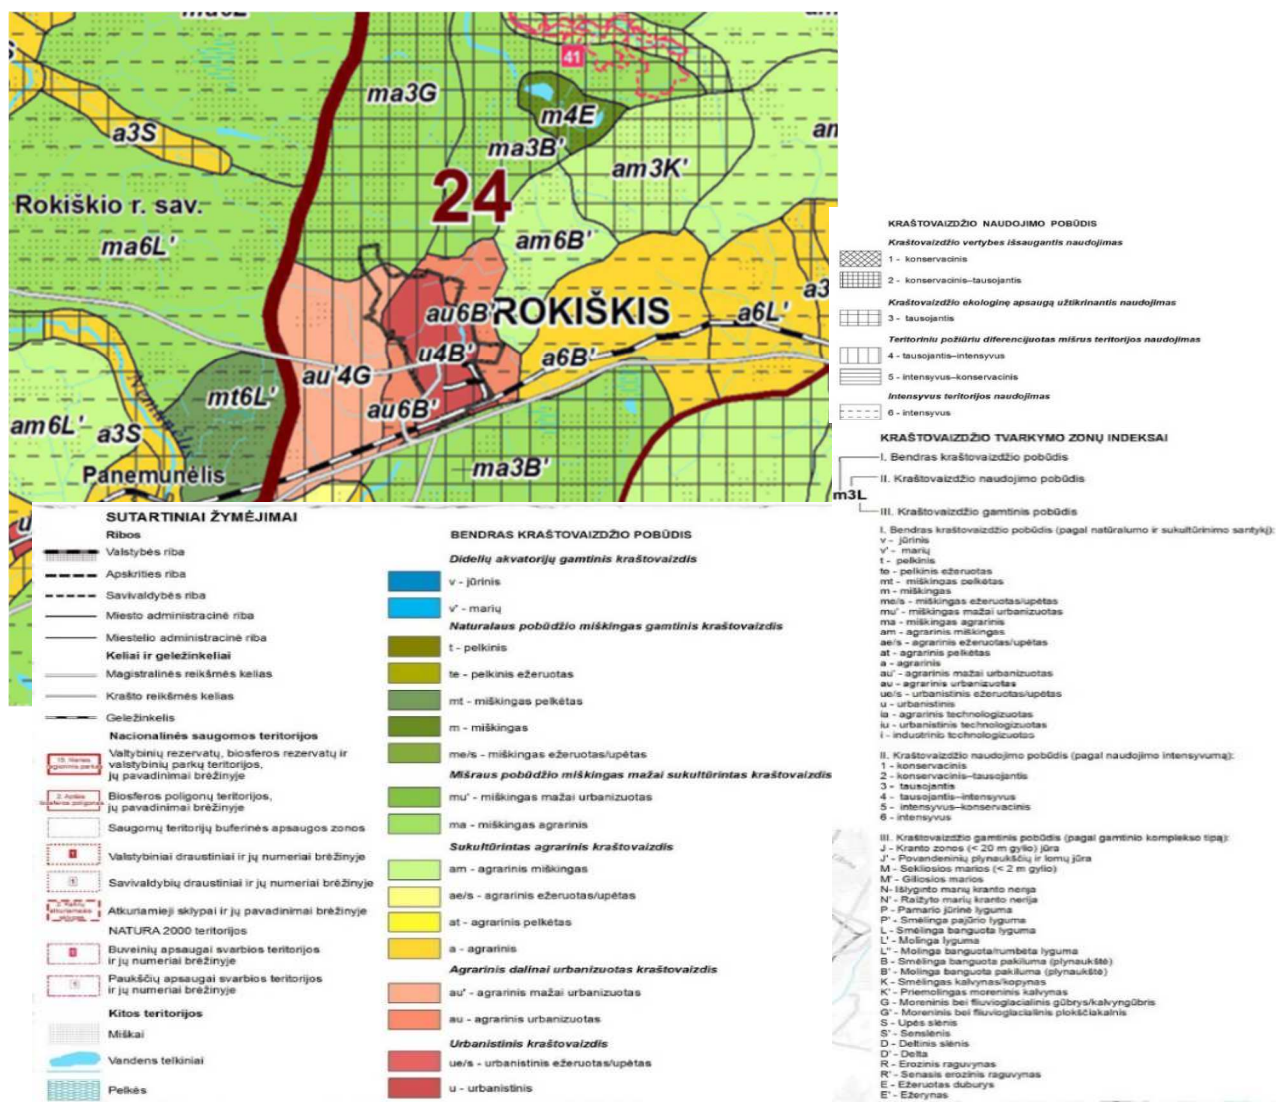 41
ma3G
m4E
a3S
ma3B'
am3K'
24
Rokiškio r. sav.
ma6L'
am6B'
au6B'
ROKIŠKIS
a6L'
a3
u4B'
a6B'
au'4G
mt6L'
au6B'
am6L'
a3S
Nemunėlis
ma3B'
Panemunėlis
KRAŠTOVAIZDŽIO NAUDOJIMO POBŪDIS
Kraštovaizdžio vertybes išsaugantis naudojimas
1 - konservacinis
2 - konservacinis–tausojantis
Kraštovaizdžio ekologinę apsaugą užtikrinantis naudojimas
3 - tausojantis
Teritoriniu požiūriu diferencijuotas mišrus teritorijos naudojimas
4 - tausojantis–intensyvus
5 - intensyvus–konservacinis
Intensyvus teritorijos naudojimas
6 - intensyvus
KRAŠTOVAIZDŽIO TVARKYMO ZONŲ INDEKSAI
I. Bendras kraštovaizdžio pobūdis
II. Kraštovaizdžio naudojimo pobūdis
m3L
III. Kraštovaizdžio gamtinis pobūdis
SUTARTINIAI ŽYMĖJIMAI
Ribos
Valstybės riba
Apskrities riba
Savivaldybės riba
Miesto administracinė riba
Miestelio administracinė riba
Keliai ir geležinkeliai
Magistralinės reikšmės kelias
Krašto reikšmės kelias
Geležinkelis
Nacionalinės saugomos teritorijos
Valtybinių rezervatų, biosferos rezervatų ir
valstybinių parkų teritorijos,
jų pavadinimai brėžinyje
Biosferos poligonų teritorijos,
jų pavadinimai brėžinyje
Saugomų teritorijų buferinės apsaugos zonos
Valstybiniai draustiniai ir jų numeriai brėžinyje
Savivaldybių draustiniai ir jų numeriai brėžinyje
Atkuriamieji sklypai ir jų pavadinimai brėžinyje
NATURA 2000 teritorijos
Buveinių apsaugai svarbios teritorijos
ir jų numeriai brėžinyje
Paukščių apsaugai svarbios teritorijos
ir jų numeriai brėžinyje
Kitos teritorijos
Miškai
Vandens telkiniai
Pelkės
BENDRAS KRAŠTOVAIZDŽIO POBŪDIS
Didelių akvatorijų gamtinis kraštovaizdis
v - jūrinis
v' - marių
Naturalaus pobūdžio miškingas gamtinis kraštovaizdis
t - pelkinis
te - pelkinis ežeruotas
mt - miškingas pelkėtas
m - miškingas
me/s - miškingas ežeruotas/upėtas
Mišraus pobūdžio miškingas mažai sukultūrintas kraštovaizdis
mu' - miškingas mažai urbanizuotas
ma - miškingas agrarinis
Sukultūrintas agrarinis kraštovaizdis
am - agrarinis miškingas
ae/s - agrarinis ežeruotas/upėtas
at - agrarinis pelkėtas
a - agrarinis
Agrarinis dalinai urbanizuotas kraštovaizdis
au' - agrarinis mažai urbanizuotas
au - agrarinis urbanizuotas
Urbanistinis kraštovaizdis
ue/s - urbanistinis ežeruotas/upėtas
u - urbanistinis
I. Bendras kraštovaizdžio pobūdis (pagal natūralumo ir sukultūrinimo santykį):
v - jūrinis
v' - marių
t - pelkinis
te - pelkinis ežeruotas
mt - miškingas pelkėtas
m - miškingas
me/s - miškingas ežeruotas/upėtas
mu' - miškingas mažai urbanizuotas
ma - miškingas agrarinis
am - agrarinis miškingas
ae/s - agrarinis ežeruotas/upėtas
at - agrarinis pelkėtas
a - agrarinis
au' - agrarinis mažai urbanizuotas
au - agrarinis urbanizuotas
ue/s - urbanistinis ežeruotas/upėtas
u - urbanistinis
ia - agrarinis technologizuotas
iu - urbanistinis technologizuotas
i - industrinis technologizuotas
II. Kraštovaizdžio naudojimo pobūdis (pagal naudojimo intensyvumą):
1 - konservacinis
2 - konservacinis–tausojantis
3 - tausojantis
4 - tausojantis–intensyvus
5 - intensyvus–konservacinis
6 - intensyvus
III. Kraštovaizdžio gamtinis pobūdis (pagal gamtinio komplekso tipą):
J - Kranto zonos (< 20 m gylio) jūra
J' - Povandeninių plynaukščių ir lomų jūra
M - Sekliosios marios (< 2 m gylio)
M' - Giliosios marios
N- Išlyginto marių kranto nerija
N' - Raižyto marių kranto nerija
P - Pamario jūrinė lyguma
P' - Smėlinga pajūrio lyguma
L - Smėlinga banguota lyguma
L' - Molinga lyguma
L'' - Molinga banguota/rumbėta lyguma
B - Smėlinga banguota pakiluma (plynaukštė)
B' - Molinga banguota pakiluma (plynaukštė)
K - Smėlingas kalvynas/kopynas
K' - Priemolingas moreninis kalvynas
G - Moreninis bei fliuvioglacialinis gūbrys/kalvyngūbris
G' - Moreninis bei fliuvioglacialinis plokščiakalnis
S - Upės slėnis
S' - Senslėnis
D - Deltinis slėnis
D' - Delta
R - Erozinis raguvynas
R' - Senasis erozinis raguvynas
E - Ežeruotas duburys
E' - Ežerynas